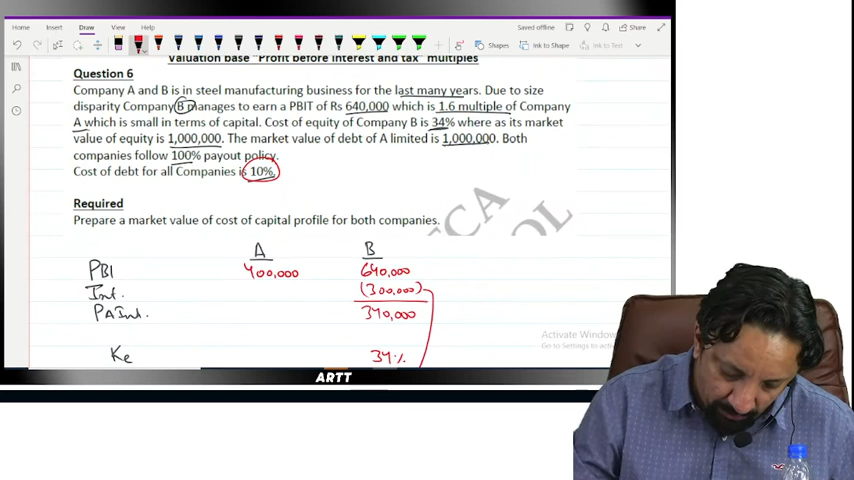 Home Insert Draw View Help Saved offline Share
Shapes Ink to Shape Ink to Text
Valuation base "Profit before interest and tax" multiples
Question 6
Company A and B is in steel manufacturing business for the last many years. Due to size
disparity Company B manages to earn a PBIT of Rs 640,000 which is 1.6 multiple of Company
A which is small in terms of capital. Cost of equity of Company B is 34% where as its market
value of equity is 1,000,000. The market value of debt of A limited is 1,000,000. Both
companies follow 100% payout policy.
Cost of debt for all Companies is 10%.
Required
Prepare a market value of cost of capital profile for both companies.
A B
PBI 400,000 640,000
Int. (300,000)
PAInt. 340,000
Ke 34%
Activate Window
Go to Settings to activ
ARTT